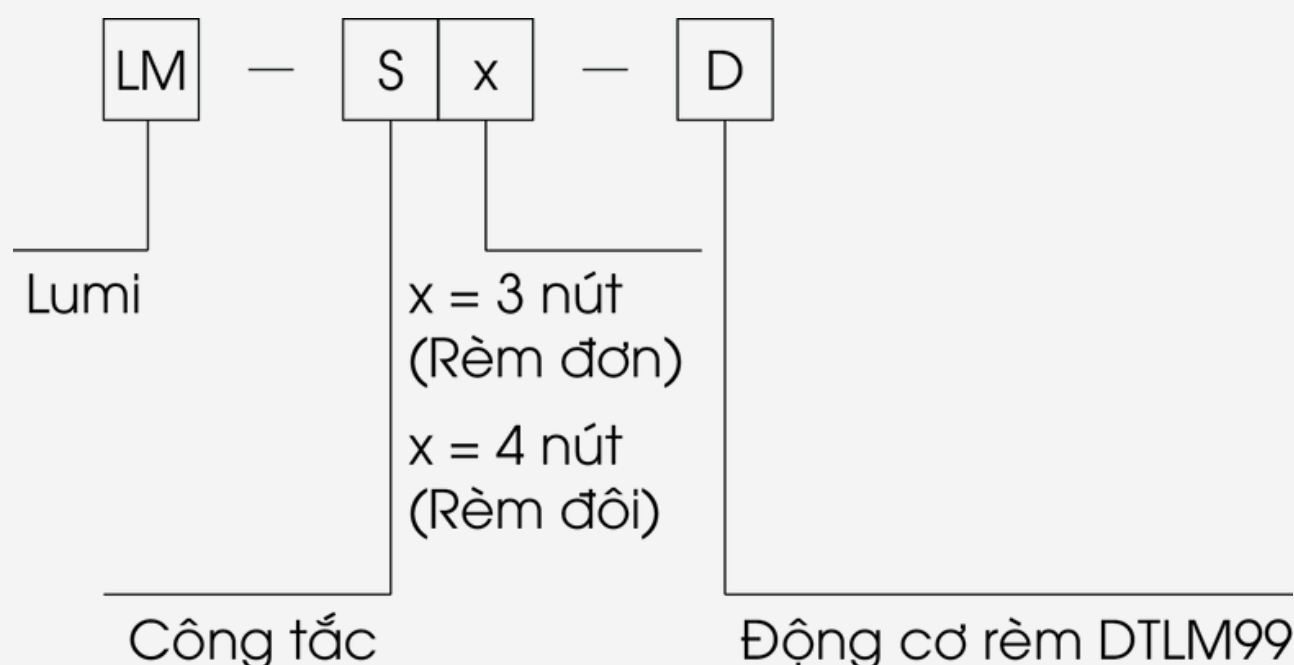 LM — S x — D
Lumi
x = 3 nút
(Rèm đơn)
x = 4 nút
(Rèm đôi)
Công tắc
Động cơ rèm DTLM99